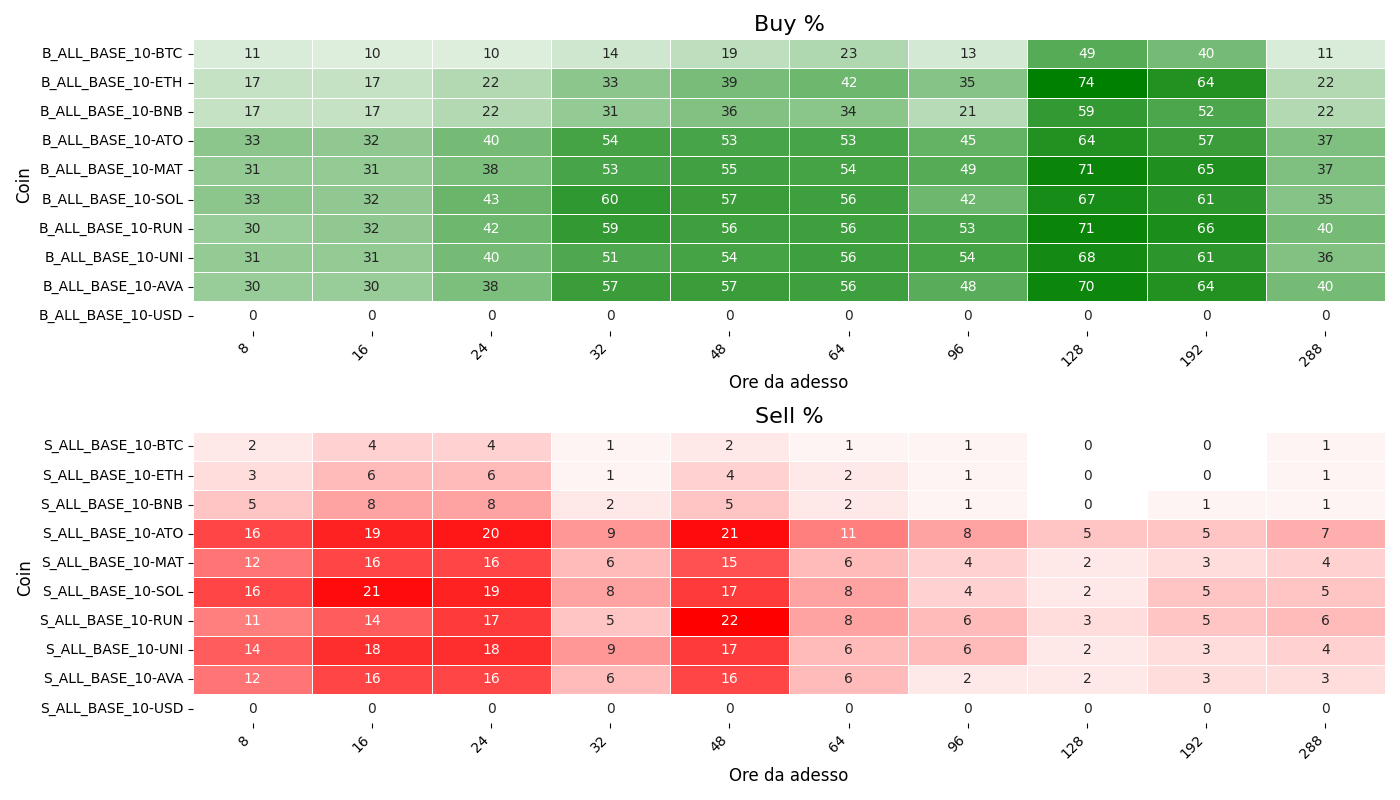 Buy %
Coin
B_ALL_BASE_10-BTC 11 10 10 14 19 23 13 49 40 11
B_ALL_BASE_10-ETH 17 17 22 33 39 42 35 74 64 22
B_ALL_BASE_10-BNB 17 17 22 31 36 34 21 59 52 22
B_ALL_BASE_10-ATO 33 32 40 54 53 53 45 64 57 37
B_ALL_BASE_10-MAT 31 31 38 53 55 54 49 71 65 37
B_ALL_BASE_10-SOL 33 32 43 60 57 56 42 67 61 35
B_ALL_BASE_10-RUN 30 32 42 59 56 56 53 71 66 40
B_ALL_BASE_10-UNI 31 31 40 51 54 56 54 68 61 36
B_ALL_BASE_10-AVA 30 30 38 57 57 56 48 70 64 40
B_ALL_BASE_10-USD 0 0 0 0 0 0 0 0 0 0
8 16 24 32 48 64 96 128 192 288
Ore da adesso
Sell %
Coin
S_ALL_BASE_10-BTC 2 4 4 1 2 1 1 0 0 1
S_ALL_BASE_10-ETH 3 6 6 1 4 2 1 0 0 1
S_ALL_BASE_10-BNB 5 8 8 2 5 2 1 0 1 1
S_ALL_BASE_10-ATO 16 19 20 9 21 11 8 5 5 7
S_ALL_BASE_10-MAT 12 16 16 6 15 6 4 2 3 4
S_ALL_BASE_10-SOL 16 21 19 8 17 8 4 2 5 5
S_ALL_BASE_10-RUN 11 14 17 5 22 8 6 3 5 6
S_ALL_BASE_10-UNI 14 18 18 9 17 6 6 2 3 4
S_ALL_BASE_10-AVA 12 16 16 6 16 6 2 2 3 3
S_ALL_BASE_10-USD 0 0 0 0 0 0 0 0 0 0
8 16 24 32 48 64 96 128 192 288
Ore da adesso